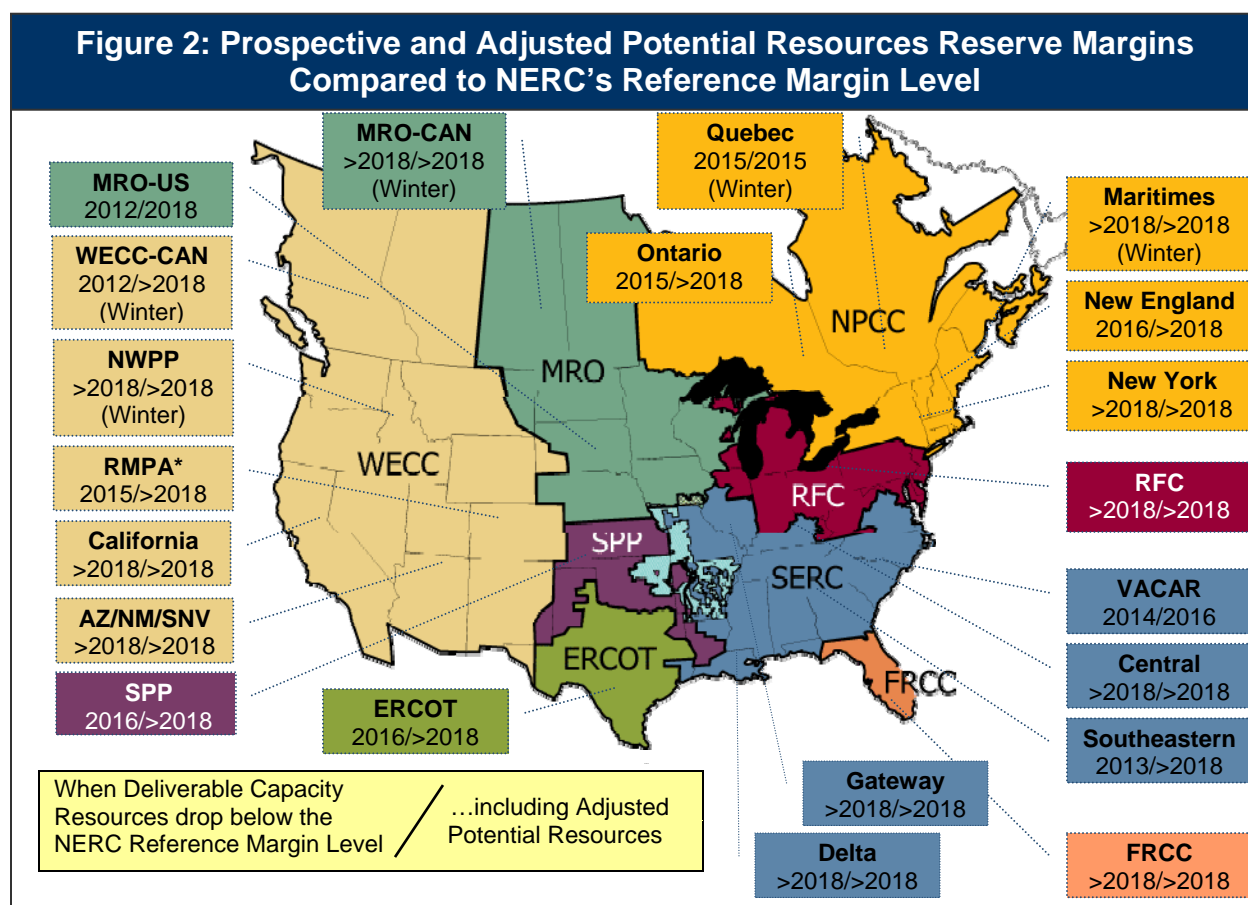 Figure 2: Prospective and Adjusted Potential Resources Reserve Margins
Compared to NERC's Reference Margin Level
MRO-CAN
>2018/>2018
(Winter)
Quebec
2015/2015
(Winter)
MRO-US
2012/2018
Maritimes
>2018/>2018
(Winter)
WECC-CAN
2012/>2018
(Winter)
Ontario
2015/>2018
New England
2016/>2018
NWPP
>2018/>2018
(Winter)
New York
>2018/>2018
RMPA*
2015/>2018
RFC
>2018/>2018
California
>2018/>2018
VACAR
2014/2016
AZ/NM/SNV
>2018/>2018
Central
>2018/>2018
SPP
2016/>2018
ERCOT
2016/>2018
Southeastern
2013/>2018
Gateway
>2018/>2018
Delta
>2018/>2018
FRCC
>2018/>2018
NPCC
MRO
WECC
RFC
SPP
SERC
ERCOT
FRCC
When Deliverable Capacity
Resources drop below the
NERC Reference Margin Level
/
…including Adjusted
Potential Resources